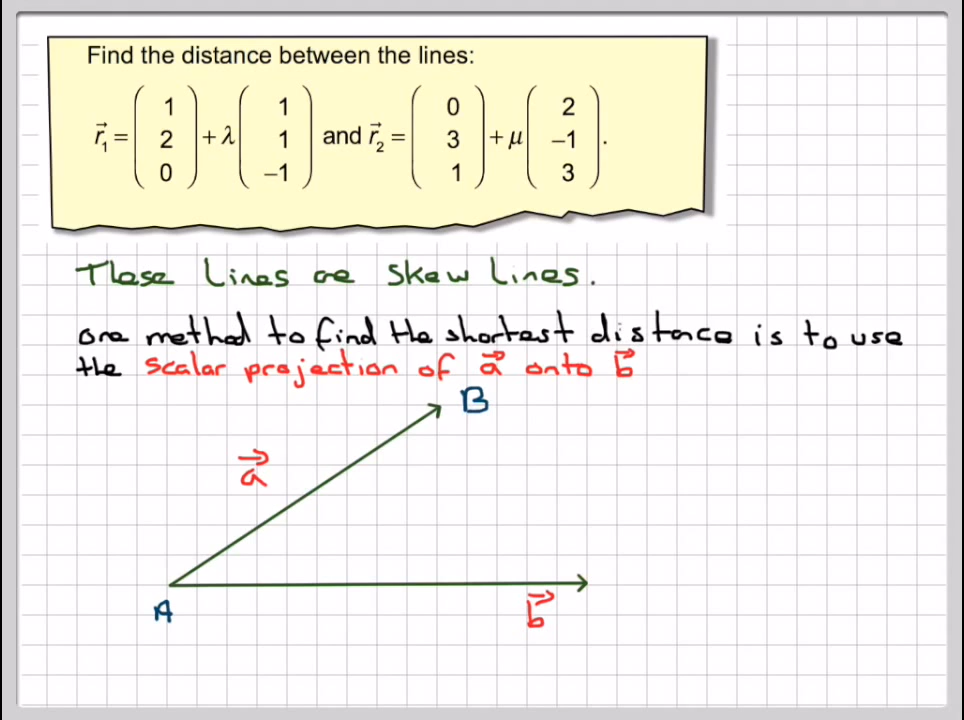 Find the distance between the lines:
r⃗₁ = (1 2 0) + λ (1 1 −1) and r⃗₂ = (0 3 1) + μ (2 −1 3).
These lines are skew lines.
one method to find the shortest distance is to use
the scalar projection of a⃗ onto b⃗
B
a⃗
A
b⃗